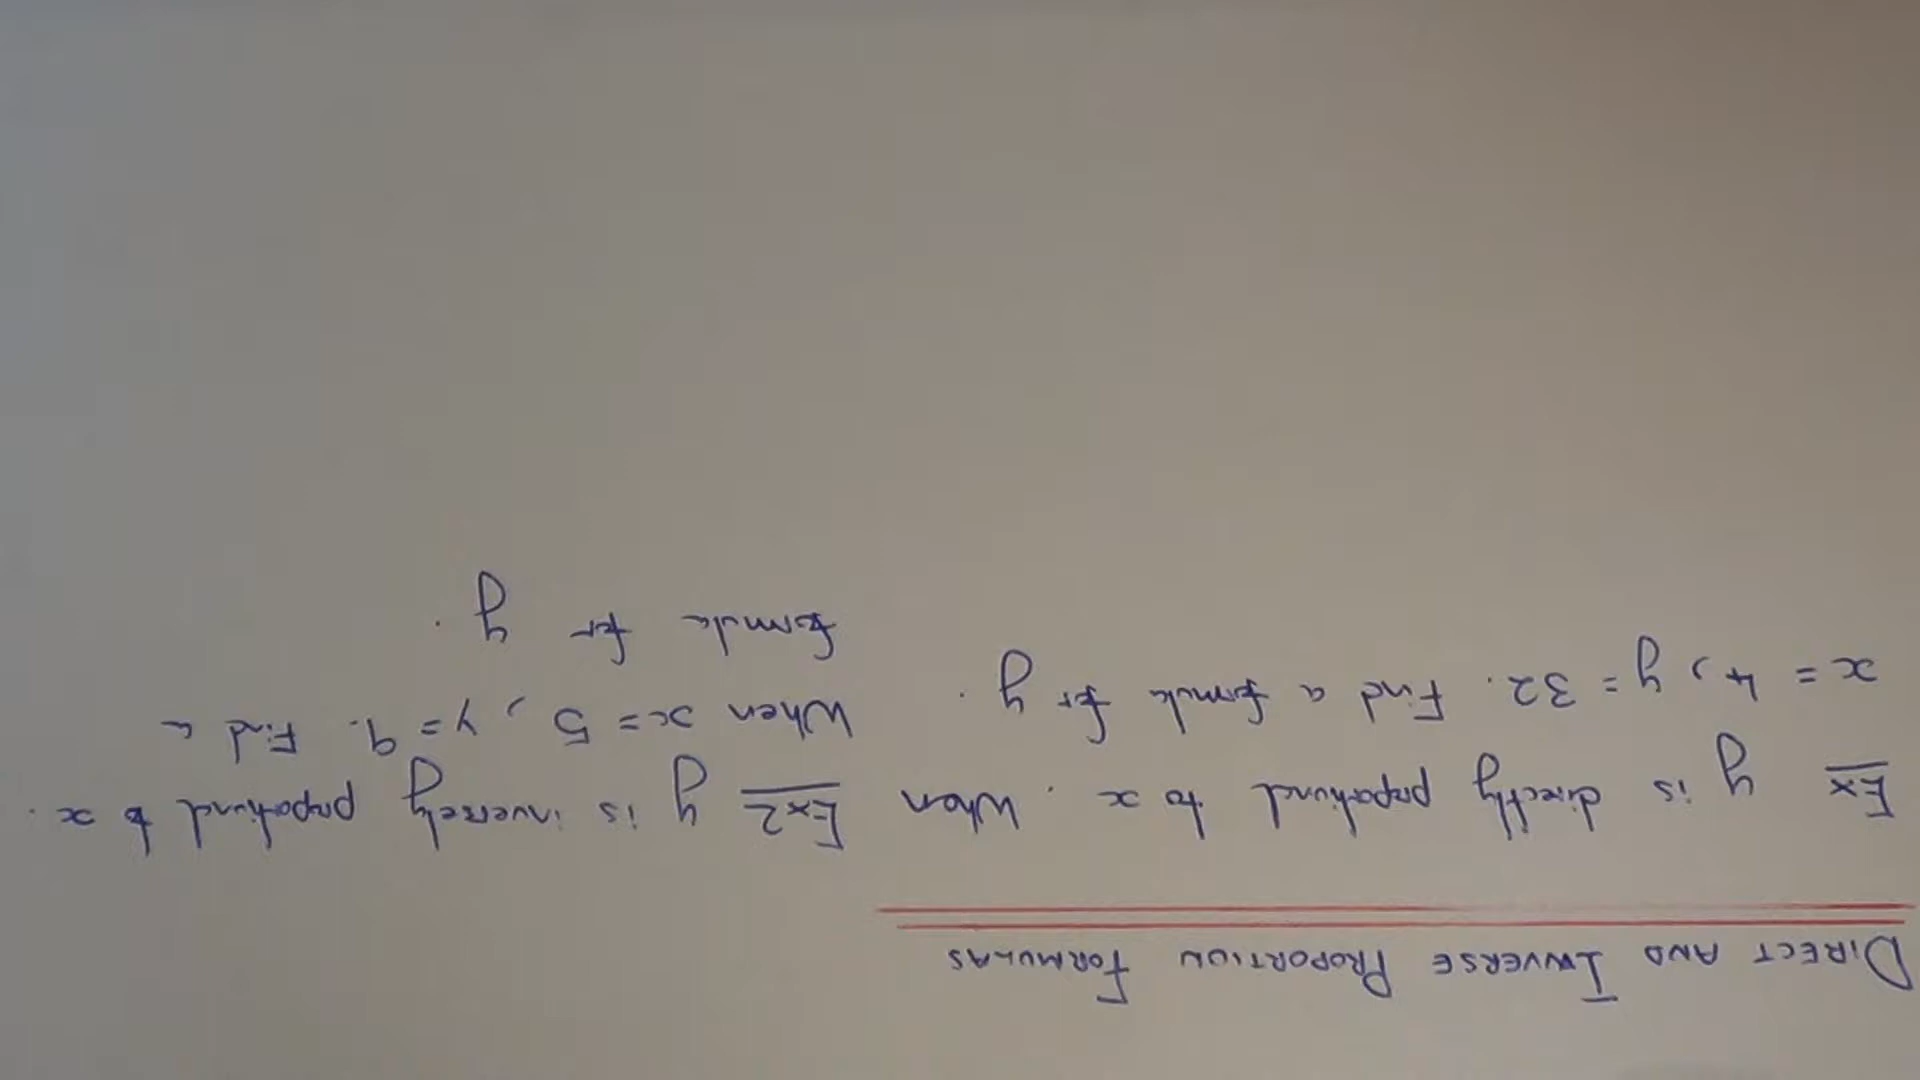 DIRECT AND INVERSE PROPORTION FORMULAS
Ex y is directly proportional to x. When
x = 4, y = 32. Find a formula for y.
Ex2 y is inversely proportional to x.
When x = 5, y = 9. Find a
formula for y.